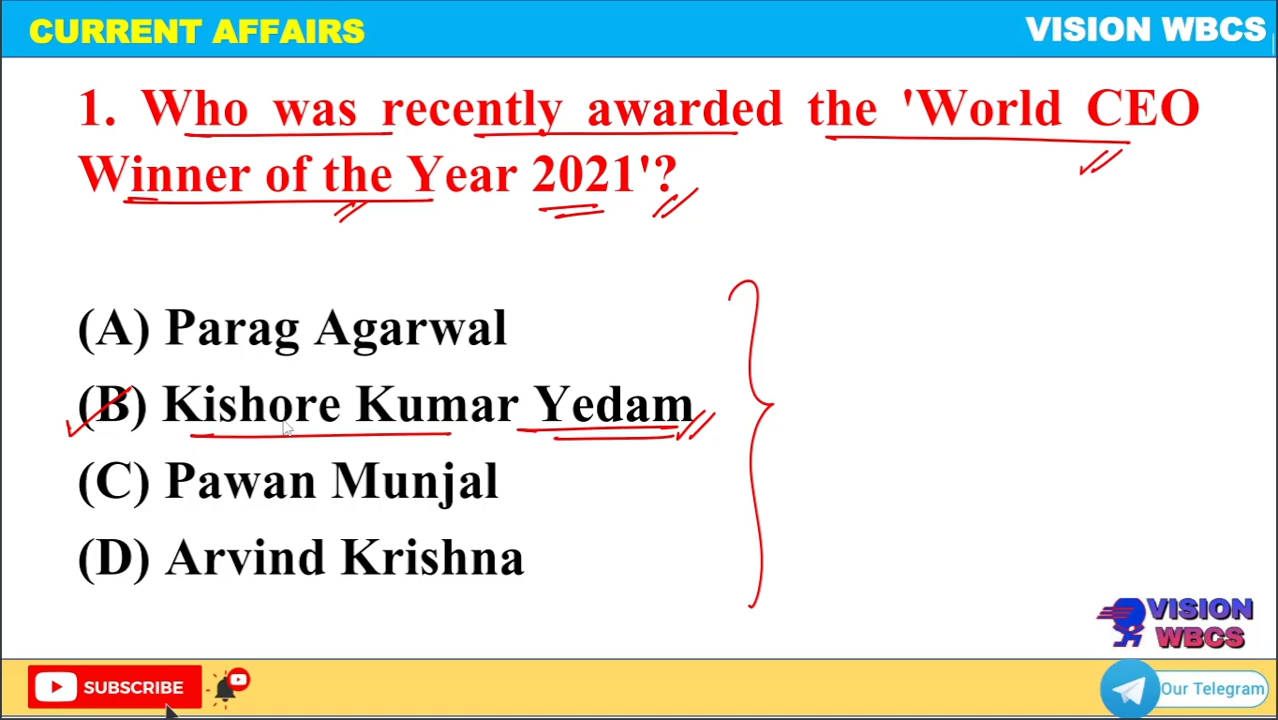 CURRENT AFFAIRS
VISION WBCS
1. Who was recently awarded the 'World CEO
Winner of the Year 2021'?
(A) Parag Agarwal
(B) Kishore Kumar Yedam
(C) Pawan Munjal
(D) Arvind Krishna
VISION
WBCS
SUBSCRIBE
Our Telegram